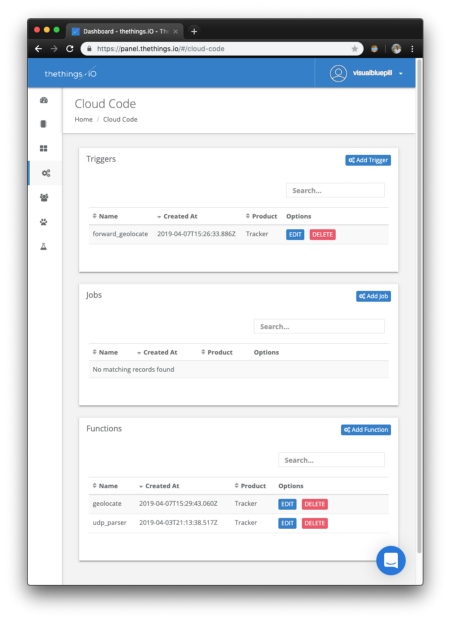 Dashboard - thethings.iO - The
https://panel.thethings.io/#/cloud-code
thethings.iO
visualbluepill
Cloud Code
Home / Cloud Code
Triggers
Add Trigger
Search...
Name Created At Product Options
forward_geolocate 2019-04-07T15:26:33.886Z Tracker EDIT DELETE
Jobs
Add Job
Search...
Name Created At Product Options
No matching records found
Functions
Add Function
Search...
Name Created At Product Options
geolocate 2019-04-07T15:29:43.060Z Tracker EDIT DELETE
udp_parser 2019-04-03T21:13:38.517Z Tracker EDIT DELETE